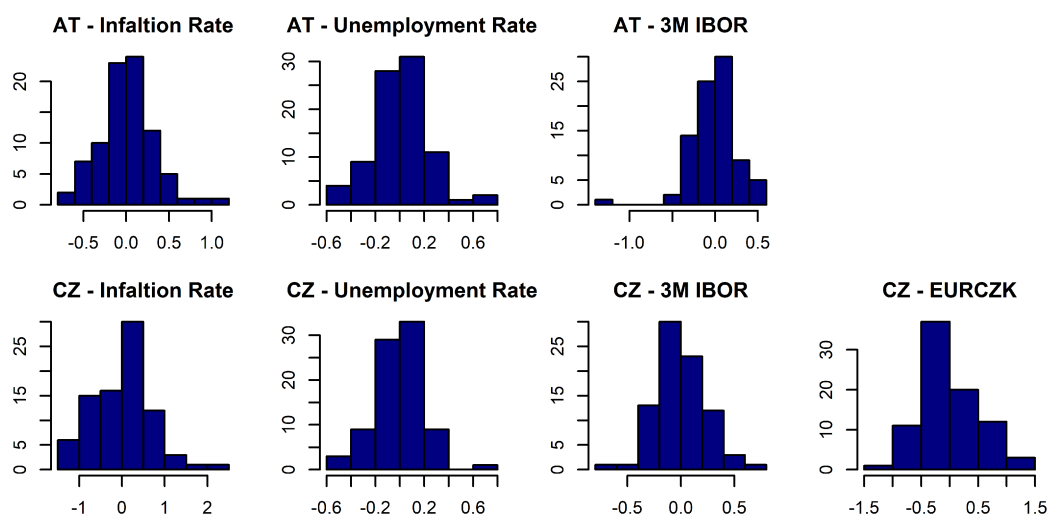 AT - Infaltion Rate
AT - Unemployment Rate
AT - 3M IBOR
0 10 20
-0.5 0.0 0.5 1.0
0 10 20 30
-0.6 -0.2 0.2 0.6
0 5 15 25
-1.0 0.0 0.5
CZ - Infaltion Rate
CZ - Unemployment Rate
CZ - 3M IBOR
CZ - EURCZK
0 5 15 25
-1 0 1 2
0 10 20 30
-0.6 -0.2 0.2 0.6
0 5 15 25
-0.5 0.0 0.5
0 10 20 30
-1.5 -0.5 0.5 1.5